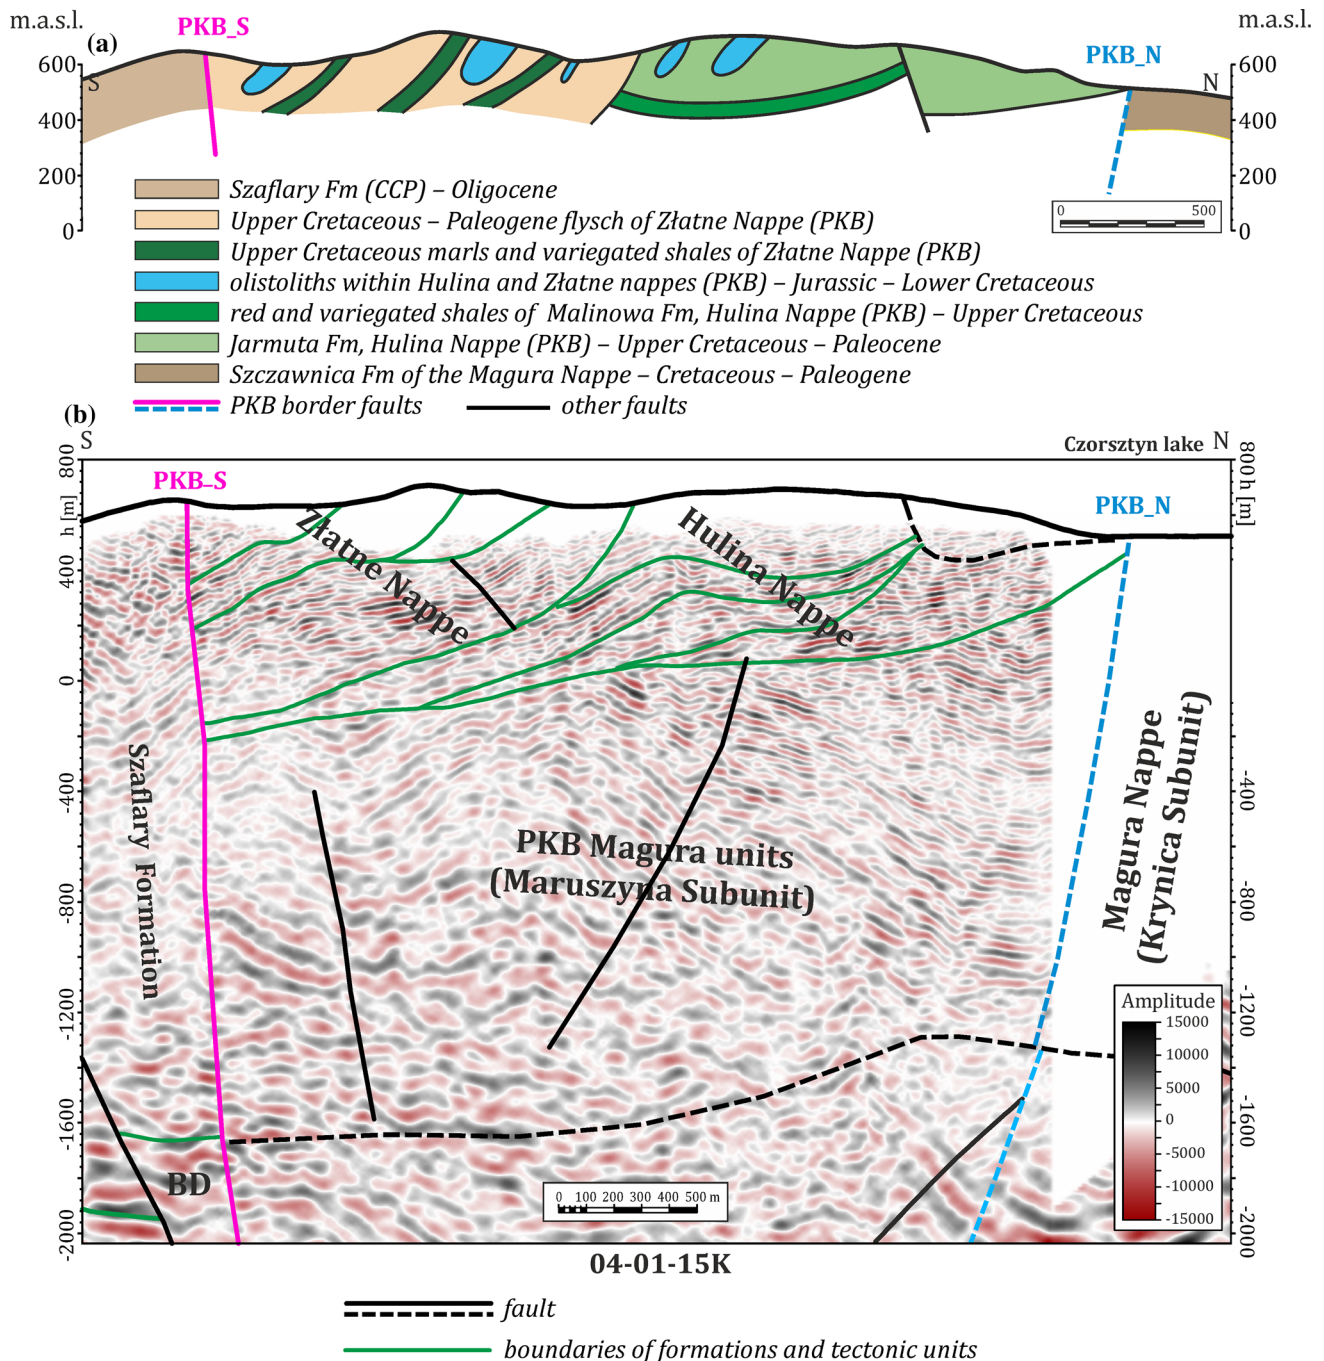 m.a.s.l.
PKB_S
m.a.s.l.
(a)
PKB_N
600
S
N
600
400
400
200
200
0
0
0 500
Szaflary Fm (CCP) – Oligocene
Upper Cretaceous – Paleogene flysch of Złatne Nappe (PKB)
Upper Cretaceous marls and variegated shales of Złatne Nappe (PKB)
olistoliths within Hulina and Złatne nappes (PKB) – Jurassic – Lower Cretaceous
red and variegated shales of Malinowa Fm, Hulina Nappe (PKB) – Upper Cretaceous
Jarmuta Fm, Hulina Nappe (PKB) – Upper Cretaceous – Paleocene
Szczawnica Fm of the Magura Nappe – Cretaceous – Paleogene
PKB border faults
other faults
(b)
S
Czorsztyn lake N
800
h [m]
400
0
-400
-800
-1200
-1600
-2000
800
h [m]
-400
-800
-1200
-1600
-2000
PKB–S
PKB_N
Złatne Nappe
Hulina Nappe
Szaflary Formation
PKB Magura units
(Maruszyna Subunit)
Magura Nappe
(Krynica Subunit)
Amplitude
15000
10000
5000
0
-5000
-10000
-15000
BD
0 100 200 300 400 500 m
04-01-15K
fault
boundaries of formations and tectonic units